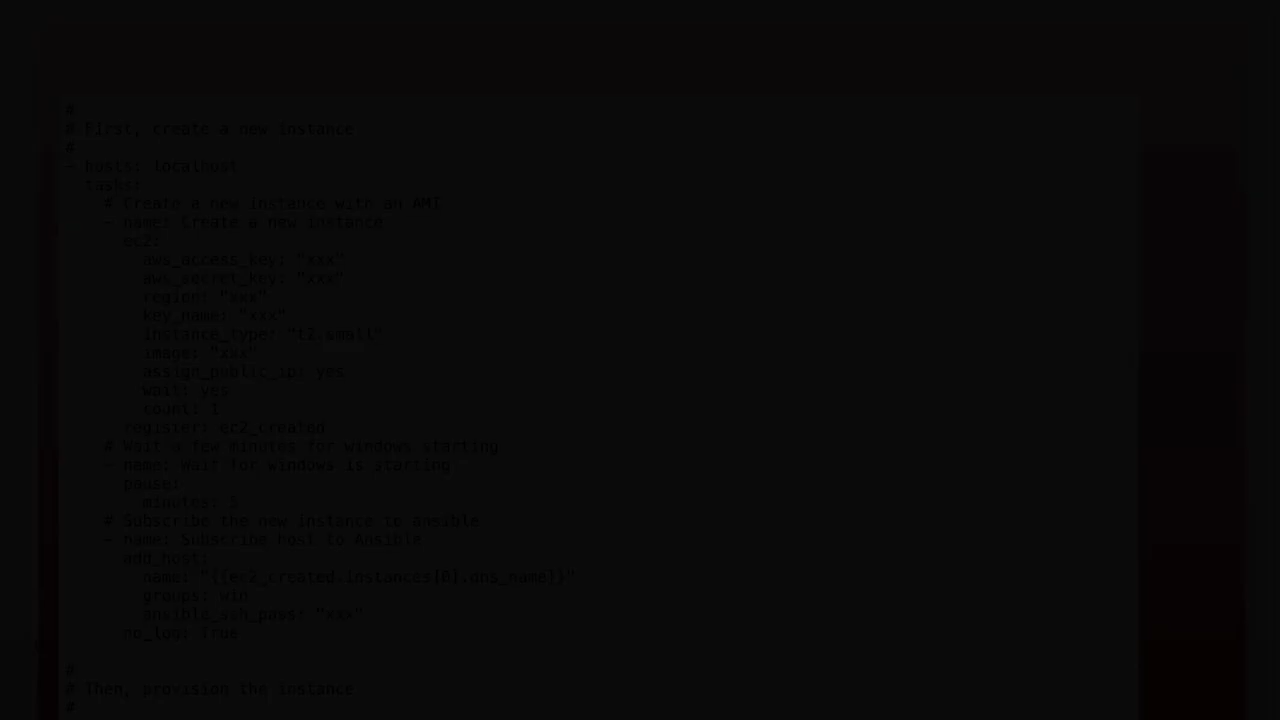 #
# First, create a new instance
#
- hosts: localhost
  tasks:
    # Create a new instance with an AMI
    - name: Create a new instance
      ec2:
        aws_access_key: "xxx"
        aws_secret_key: "xxx"
        region: "xxx"
        key_name: "xxx"
        instance_type: "t2.small"
        image: "xxx"
        assign_public_ip: yes
        wait: yes
        count: 1
      register: ec2_created
    # Wait a few minutes for windows starting
    - name: Wait for windows is starting
      pause:
        minutes: 5
    # Subscribe the new instance to ansible
    - name: Subscribe host to Ansible
      add_host:
        name: "{{ec2_created.instances[0].dns_name}}"
        groups: win
        ansible_ssh_pass: "xxx"
      no_log: True

#
# Then, provision the instance
#